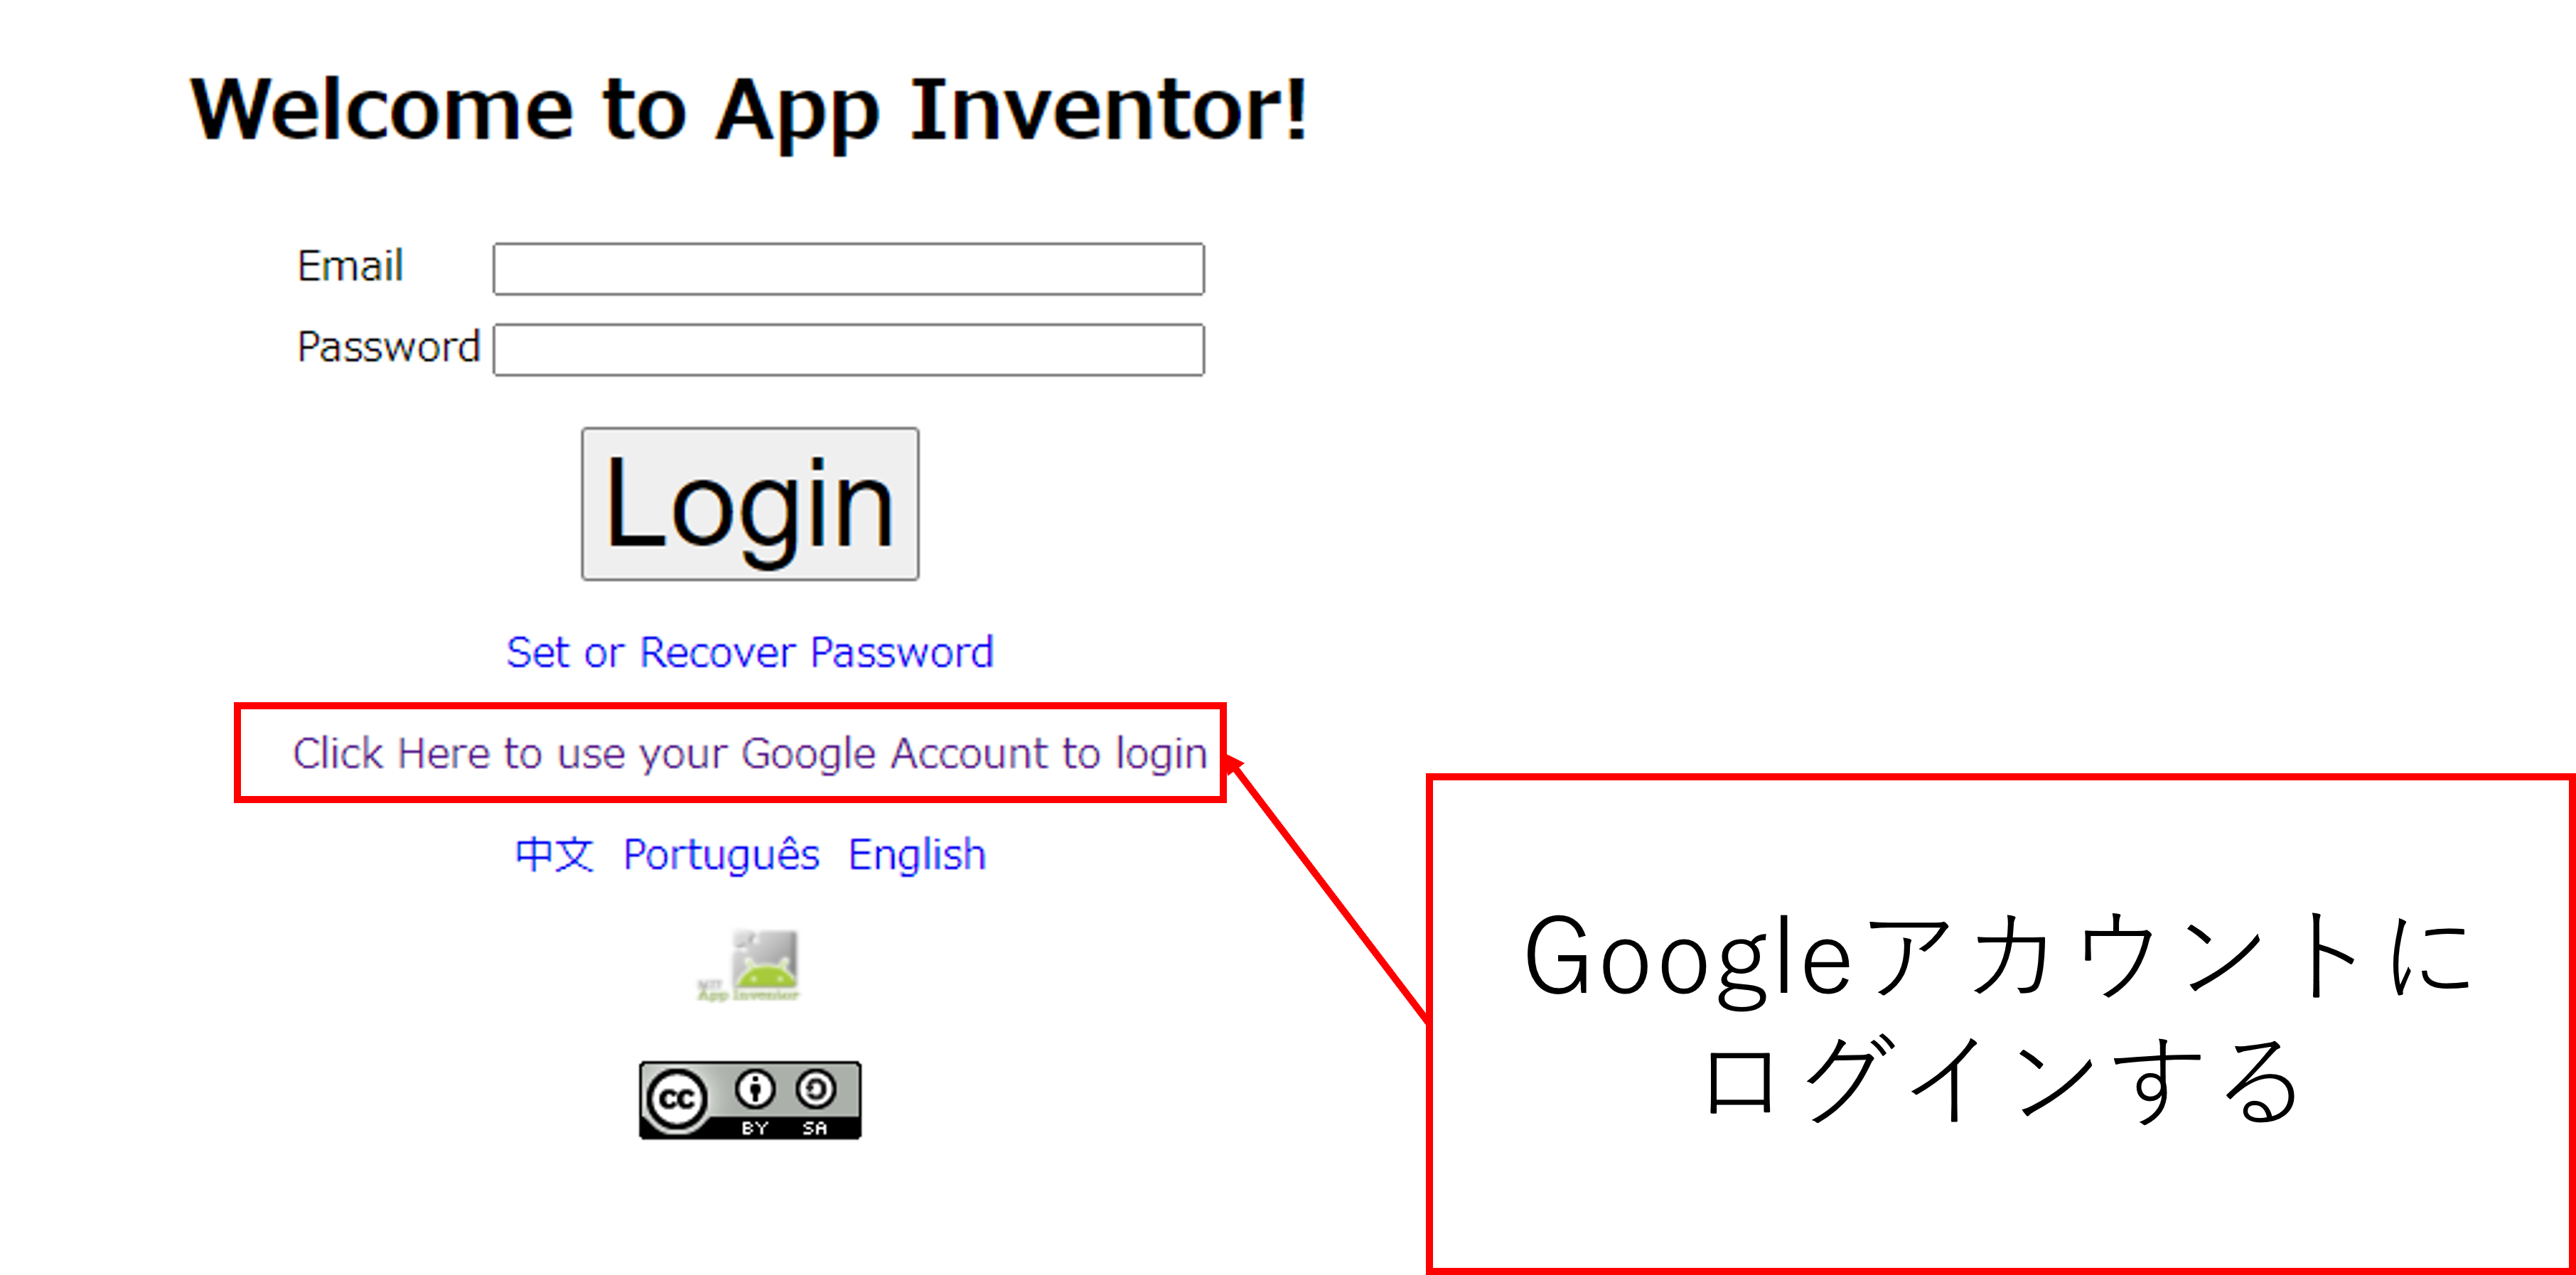 Welcome to App Inventor!
Email
Password
Login
Set or Recover Password
Click Here to use your Google Account to login
中文 Português English
MIT
App Inventor
cc
BY SA
Googleアカウントに
ログインする